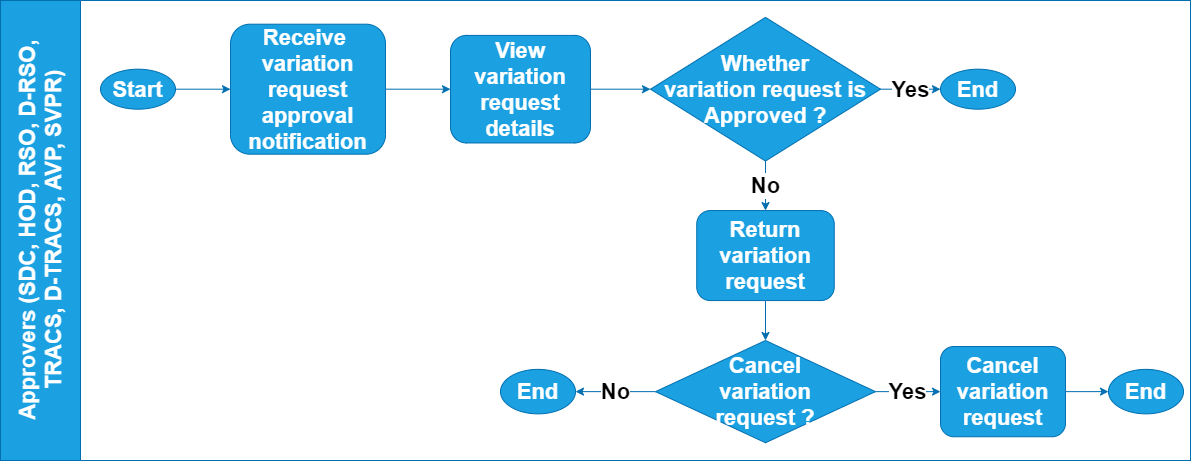 Approvers (SDC, HOD, RSO, D-RSO,
TRACS, D-TRACS, AVP, SVPR)
Start
Receive
variation
request
approval
notification
View
variation
request
details
Whether
variation request is
Approved ?
Yes
End
No
Return
variation
request
Cancel
variation
request ?
No
End
Yes
Cancel
variation
request
End